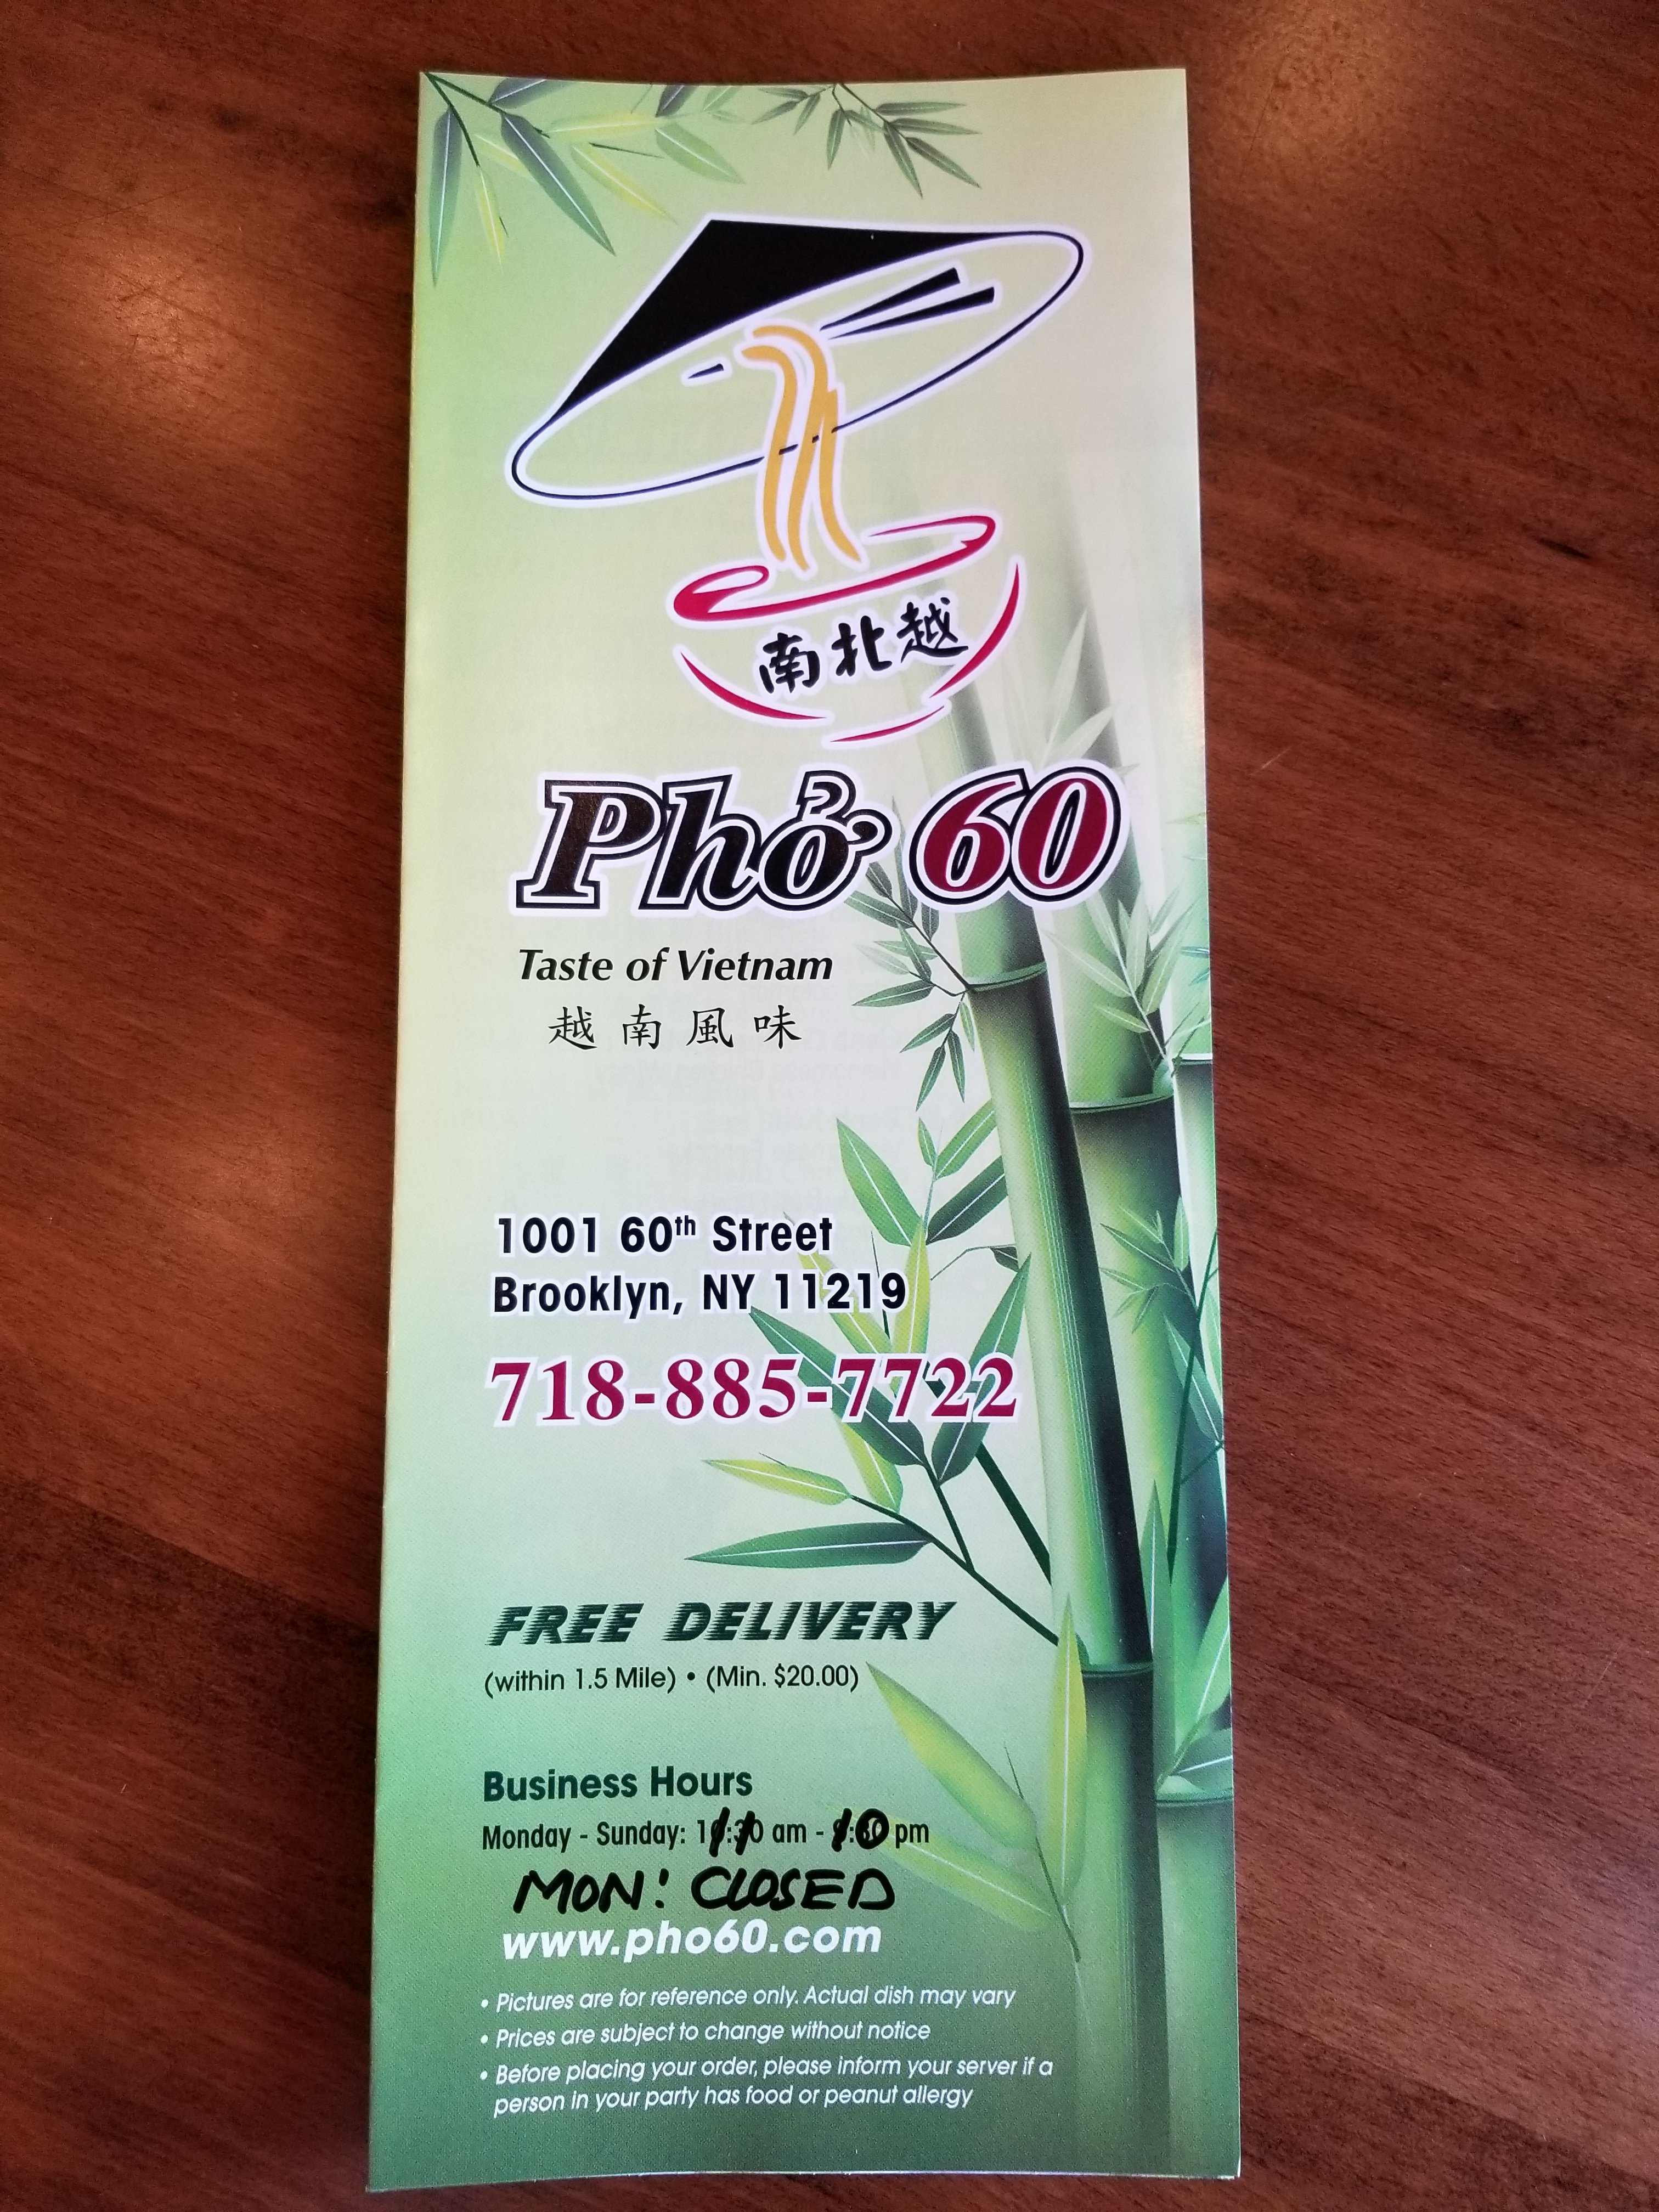 南北越
Phở 60
Taste of Vietnam
越南風味
1001 60th Street
Brooklyn, NY 11219
718-885-7722
FREE DELIVERY
(within 1.5 Mile) • (Min. $20.00)
Business Hours
Monday - Sunday: 11 am - 10 pm
MON: CLOSED
www.pho60.com
• Pictures are for reference only. Actual dish may vary
• Prices are subject to change without notice
• Before placing your order, please inform your server if a
person in your party has food or peanut allergy